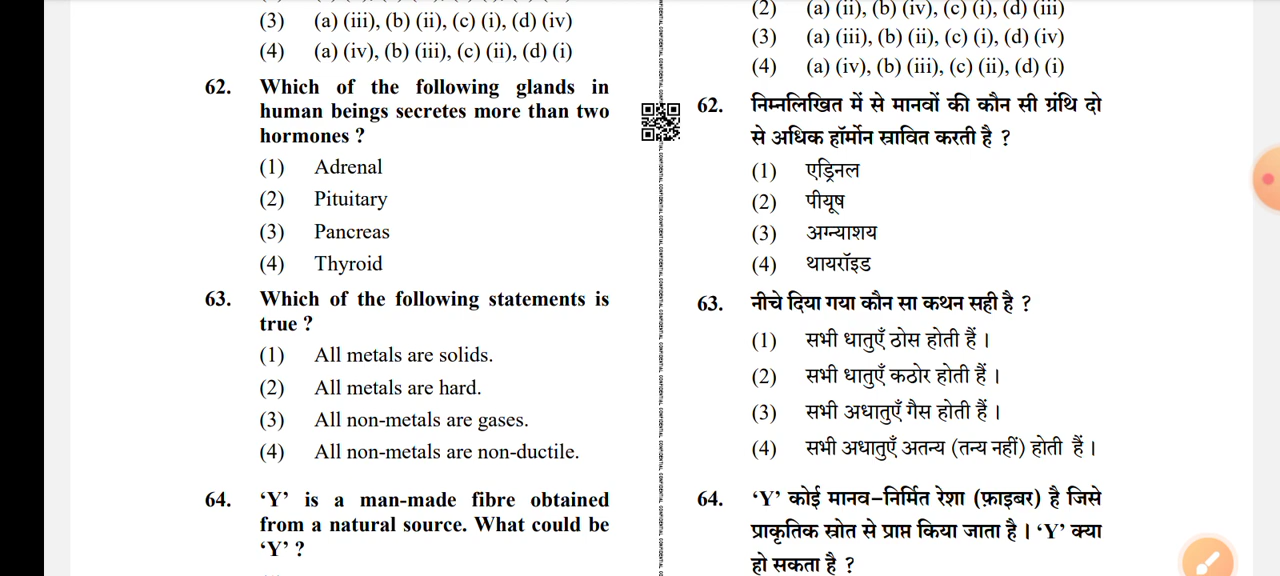 (3) (a) (iii), (b) (ii), (c) (i), (d) (iv)
(4) (a) (iv), (b) (iii), (c) (ii), (d) (i)
62. Which of the following glands in
human beings secretes more than two
hormones ?
(1) Adrenal
(2) Pituitary
(3) Pancreas
(4) Thyroid
63. Which of the following statements is
true ?
(1) All metals are solids.
(2) All metals are hard.
(3) All non-metals are gases.
(4) All non-metals are non-ductile.
64. ‘Y’ is a man-made fibre obtained
from a natural source. What could be
‘Y’ ?
(2) (a) (ii), (b) (iv), (c) (i), (d) (iii)
(3) (a) (iii), (b) (ii), (c) (i), (d) (iv)
(4) (a) (iv), (b) (iii), (c) (ii), (d) (i)
62. निम्नलिखित में से मानवों की कौन सी ग्रंथि दो
से अधिक हॉर्मोन स्रावित करती है ?
(1) एड्रिनल
(2) पीयूष
(3) अग्न्याशय
(4) थायरॉइड
63. नीचे दिया गया कौन सा कथन सही है ?
(1) सभी धातुएँ ठोस होती हैं ।
(2) सभी धातुएँ कठोर होती हैं ।
(3) सभी अधातुएँ गैस होती हैं ।
(4) सभी अधातुएँ अतन्य (तन्य नहीं) होती हैं ।
64. ‘Y’ कोई मानव–निर्मित रेशा (फ़ाइबर) है जिसे
प्राकृतिक स्रोत से प्राप्त किया जाता है । ‘Y’ क्या
हो सकता है ?